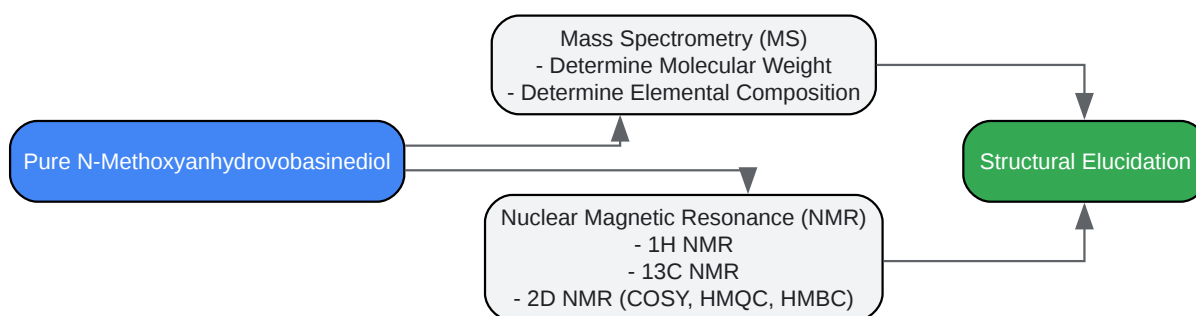 Mass Spectrometry (MS)
- Determine Molecular Weight
- Determine Elemental Composition
Pure N-Methoxyanhydrovobasinediol
Structural Elucidation
Nuclear Magnetic Resonance (NMR)
- 1H NMR
- 13C NMR
- 2D NMR (COSY, HMQC, HMBC)